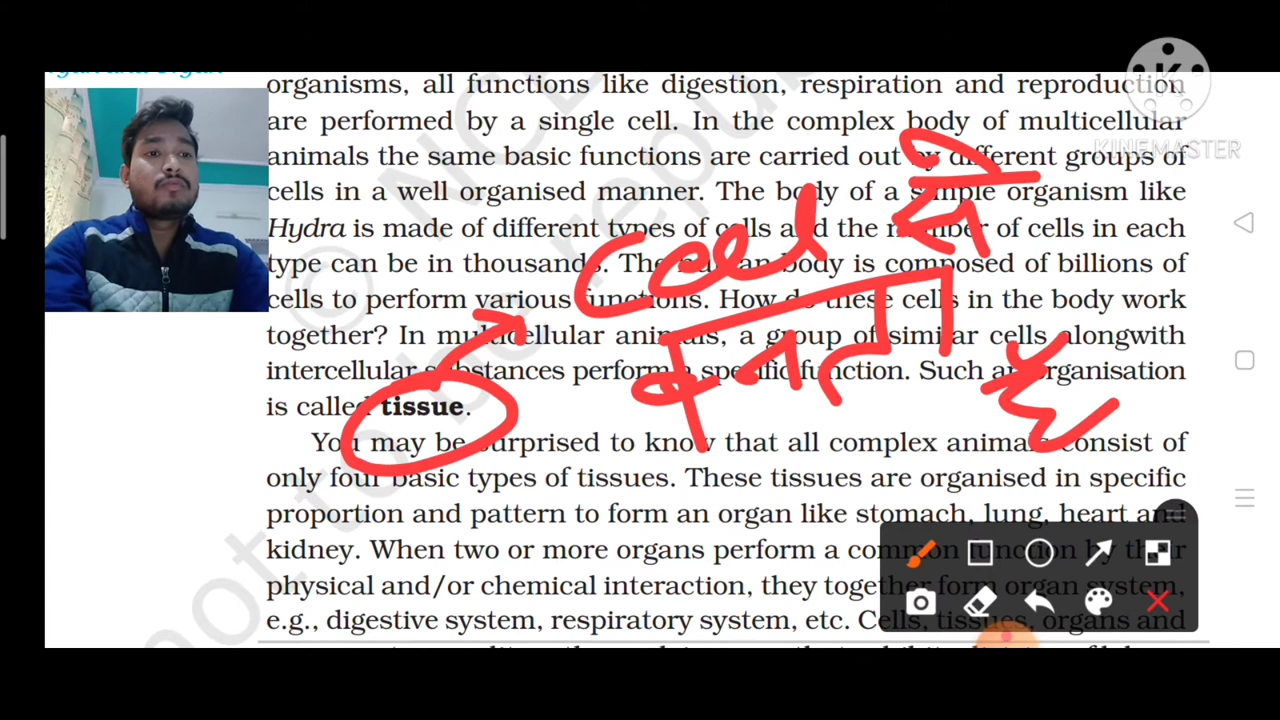 organisms, all functions like digestion, respiration and reproduction
are performed by a single cell. In the complex body of multicellular
animals the same basic functions are carried out by different groups of
cells in a well organised manner. The body of a simple organism like
Hydra is made of different types of cells and the number of cells in each
type can be in thousands. The human body is composed of billions of
cells to perform various functions. How do these cells in the body work
together? In multicellular animals, a group of similar cells alongwith
intercellular substances perform a specific function. Such an organisation
is called tissue.
You may be surprised to know that all complex animals consist of
only four basic types of tissues. These tissues are organised in specific
proportion and pattern to form an organ like stomach, lung, heart and
kidney. When two or more organs perform a common function by their
physical and/or chemical interaction, they together form organ system,
e.g., digestive system, respiratory system, etc. Cells, tissues, organs and
KINEMASTER